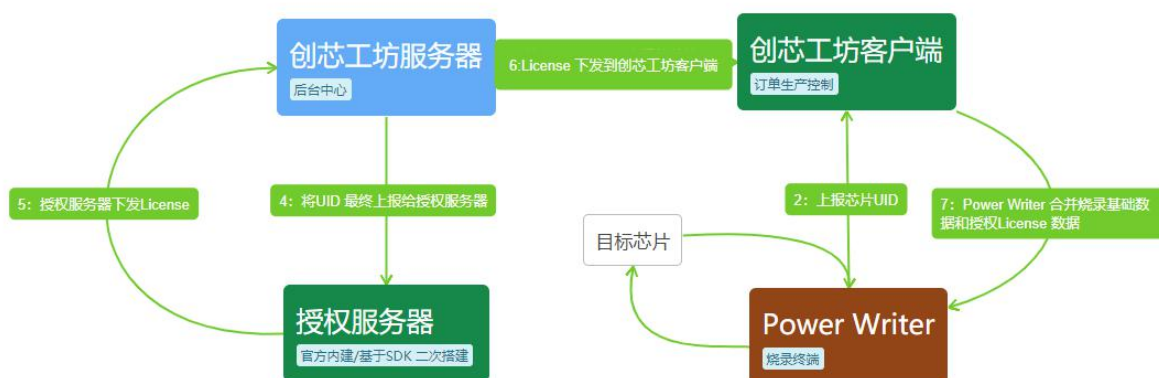 创芯工坊服务器
后台中心
6:License 下发到创芯工坊客户端
创芯工坊客户端
订单生产控制
5：授权服务器下发License
4：将UID 最终上报给授权服务器
2：上报芯片UID
7：Power Writer 合并烧录基础数
据和授权License 数据
目标芯片
授权服务器
官方内建/基于SDK 二次搭建
Power Writer
烧录终端